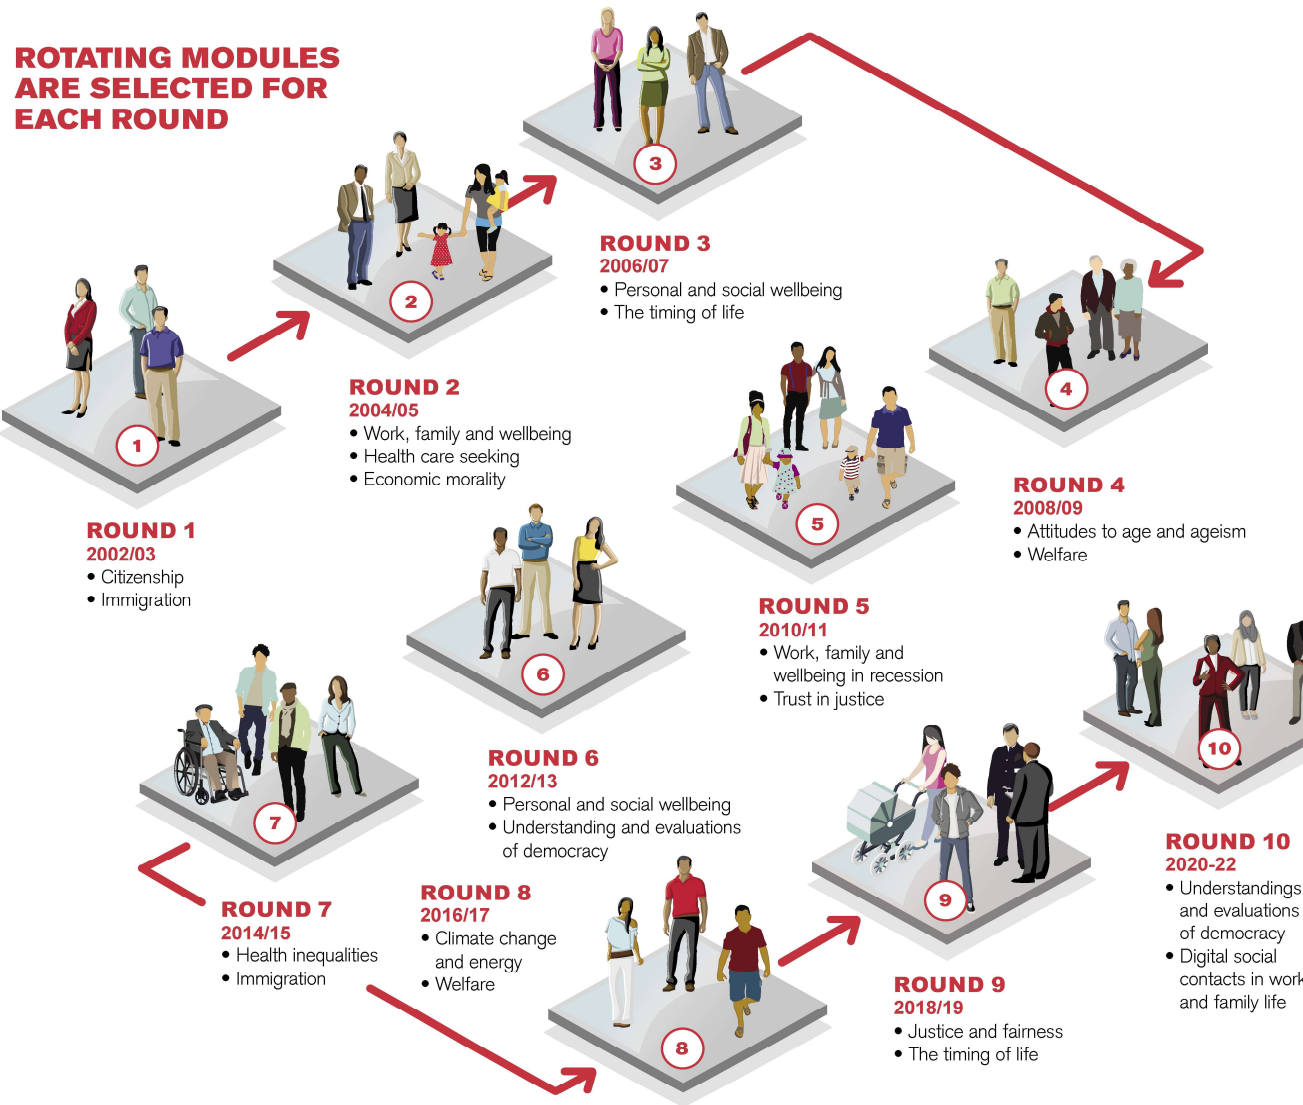 ROTATING MODULES
ARE SELECTED FOR
EACH ROUND
1
ROUND 1
2002/03
• Citizenship
• Immigration
2
ROUND 2
2004/05
• Work, family and wellbeing
• Health care seeking
• Economic morality
3
ROUND 3
2006/07
• Personal and social wellbeing
• The timing of life
4
ROUND 4
2008/09
• Attitudes to age and ageism
• Welfare
5
ROUND 5
2010/11
• Work, family and
wellbeing in recession
• Trust in justice
6
ROUND 6
2012/13
• Personal and social wellbeing
• Understanding and evaluations
of democracy
7
ROUND 7
2014/15
• Health inequalities
• Immigration
8
ROUND 8
2016/17
• Climate change
and energy
• Welfare
9
ROUND 9
2018/19
• Justice and fairness
• The timing of life
10
ROUND 10
2020-22
• Understandings
and evaluations
of democracy
• Digital social
contacts in work
and family life